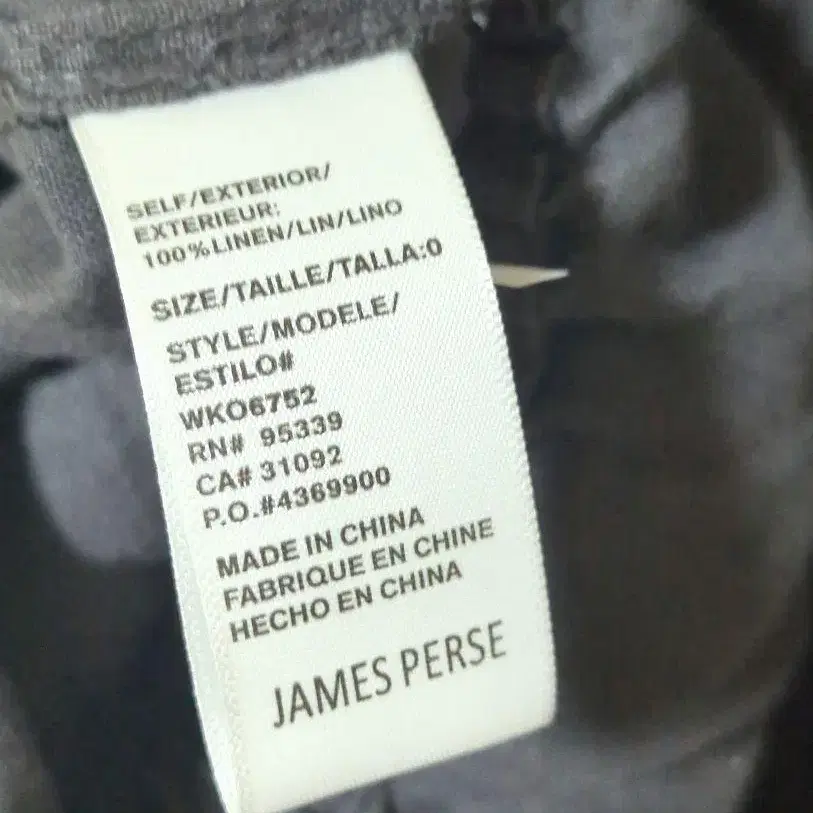 SELF/EXTERIOR/
EXTERIEUR:
100%LINEN/LIN/LINO
SIZE/TAILLE/TALLA:0
STYLE/MODELE/
ESTILO#
WKO6752
RN# 95339
CA# 31092
P.O.#4369900
MADE IN CHINA
FABRIQUE EN CHINE
HECHO EN CHINA
JAMES PERSE